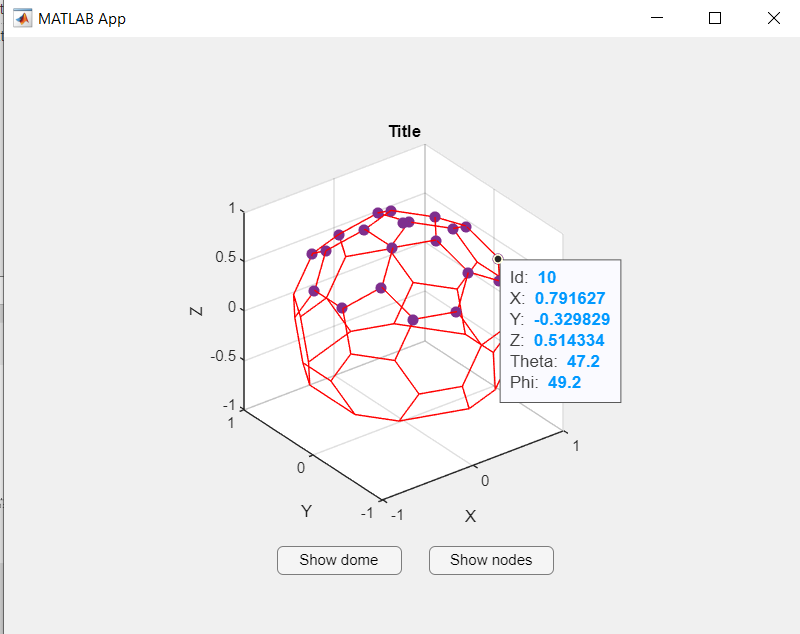 MATLAB App
Title
1
0.5
0
-0.5
-1
Z
1
0
-1
Y
-1
0
1
X
Id: 10
X: 0.791627
Y: -0.329829
Z: 0.514334
Theta: 47.2
Phi: 49.2
Show dome
Show nodes